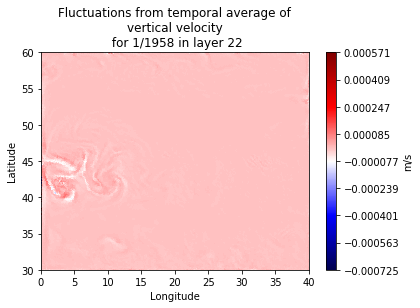 Fluctuations from temporal average of
vertical velocity
for 1/1958 in layer 22
60
55
50
45
40
35
30
Latitude
0 5 10 15 20 25 30 35 40
Longitude
0.000571
0.000409
0.000247
0.000085
−0.000077
−0.000239
−0.000401
−0.000563
−0.000725
m/s